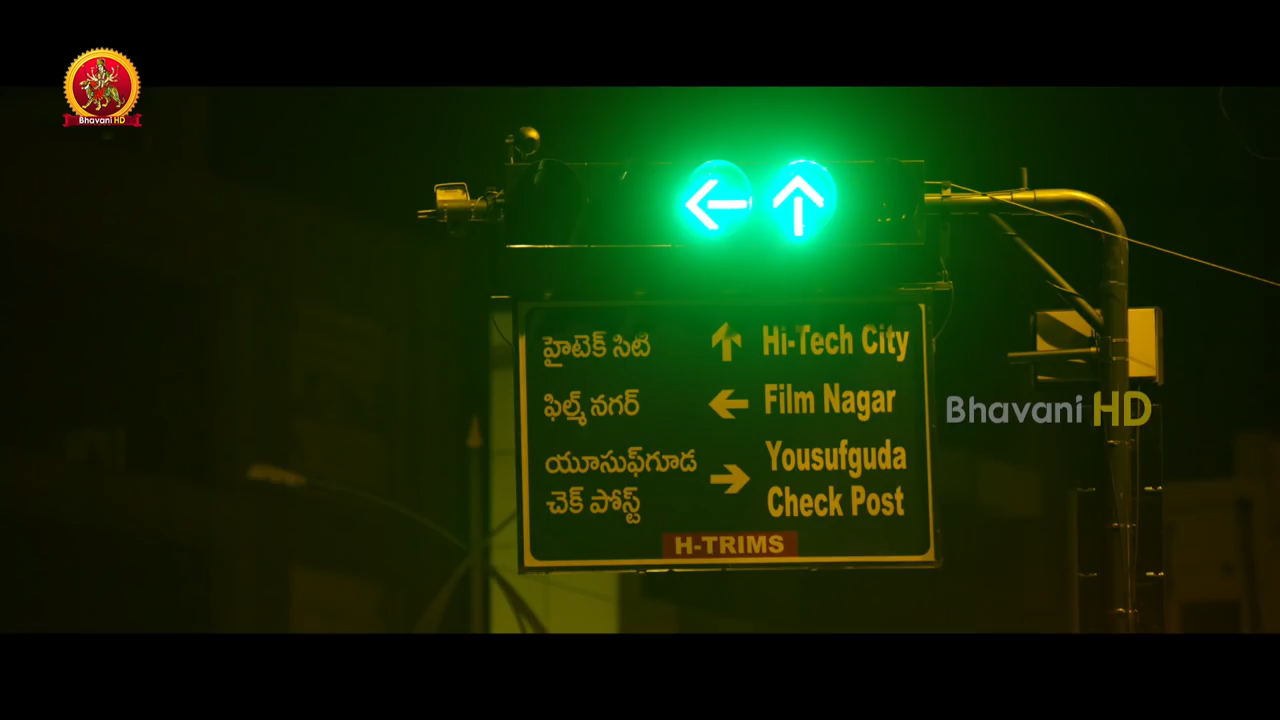 Bhavani HD
హైటెక్ సిటి Hi-Tech City
ఫిల్మ్ నగర్ Film Nagar
Bhavani HD
యూసుఫ్‌గూడ Yousufguda
చెక్ పోస్ట్ Check Post
H-TRIMS